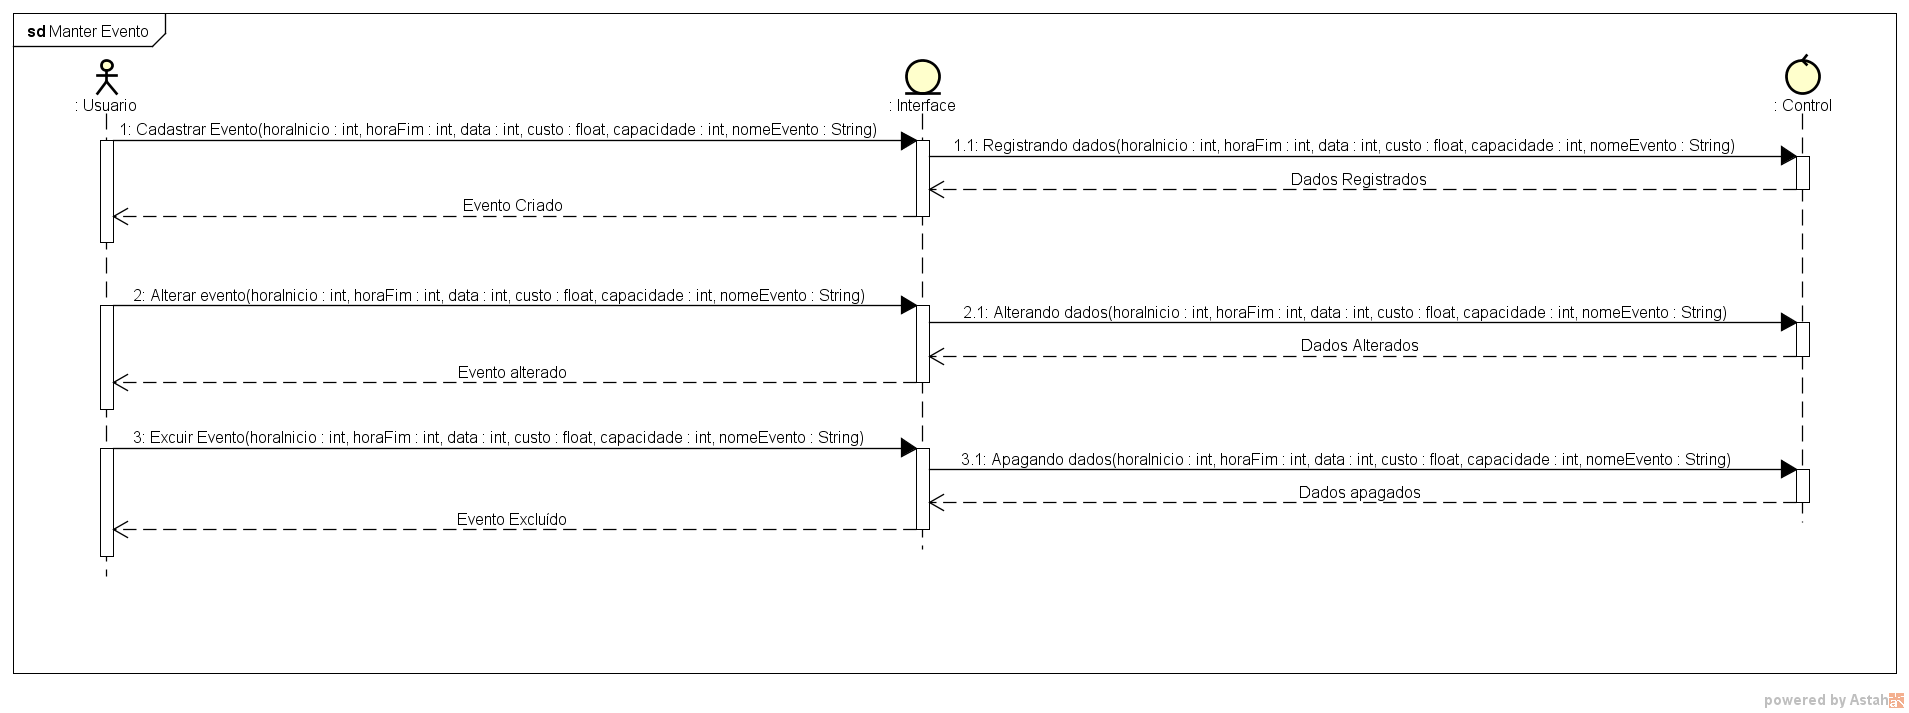 sd Manter Evento
: Usuario
: Interface
: Control
1: Cadastrar Evento(horaInicio : int, horaFim : int, data : int, custo : float, capacidade : int, nomeEvento : String)
1.1: Registrando dados(horaInicio : int, horaFim : int, data : int, custo : float, capacidade : int, nomeEvento : String)
Dados Registrados
Evento Criado
2: Alterar evento(horaInicio : int, horaFim : int, data : int, custo : float, capacidade : int, nomeEvento : String)
2.1: Alterando dados(horaInicio : int, horaFim : int, data : int, custo : float, capacidade : int, nomeEvento : String)
Dados Alterados
Evento alterado
3: Excuir Evento(horaInicio : int, horaFim : int, data : int, custo : float, capacidade : int, nomeEvento : String)
3.1: Apagando dados(horaInicio : int, horaFim : int, data : int, custo : float, capacidade : int, nomeEvento : String)
Dados apagados
Evento Excluído
powered by Astah